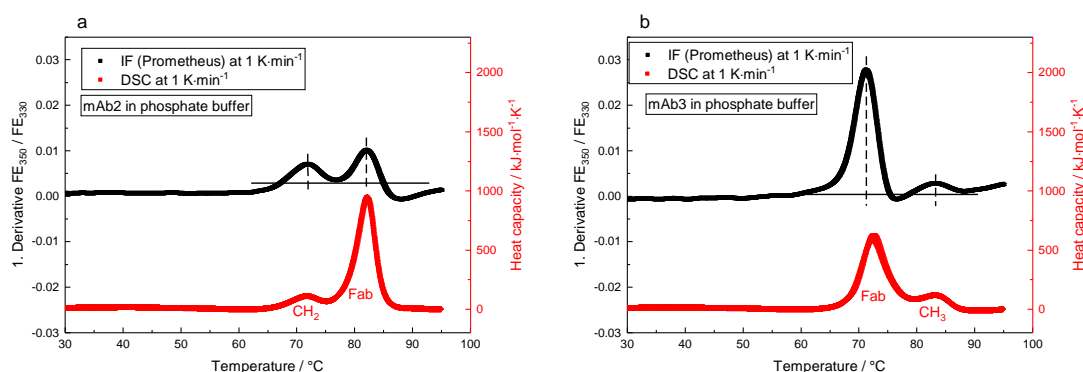 a
IF (Prometheus) at 1 K·min⁻¹
DSC at 1 K·min⁻¹
mAb2 in phosphate buffer
1. Derivative FE₃₅₀ / FE₃₃₀
0.03
0.02
0.01
0.00
-0.01
-0.02
-0.03
Heat capacity / kJ·mol⁻¹·K⁻¹
2000
1500
1250
1000
500
0
CH₂
Fab
30 40 50 60 70 80 90 100
Temperature / °C
b
IF (Prometheus) at 1 K·min⁻¹
DSC at 1 K·min⁻¹
mAb3 in phosphate buffer
1. Derivative FE₃₅₀ / FE₃₃₀
0.03
0.02
0.01
0.00
-0.01
-0.02
-0.03
Heat capacity / kJ·mol⁻¹·K⁻¹
2000
1500
1250
1000
500
0
Fab
CH₃
30 40 50 60 70 80 90 100
Temperature / °C